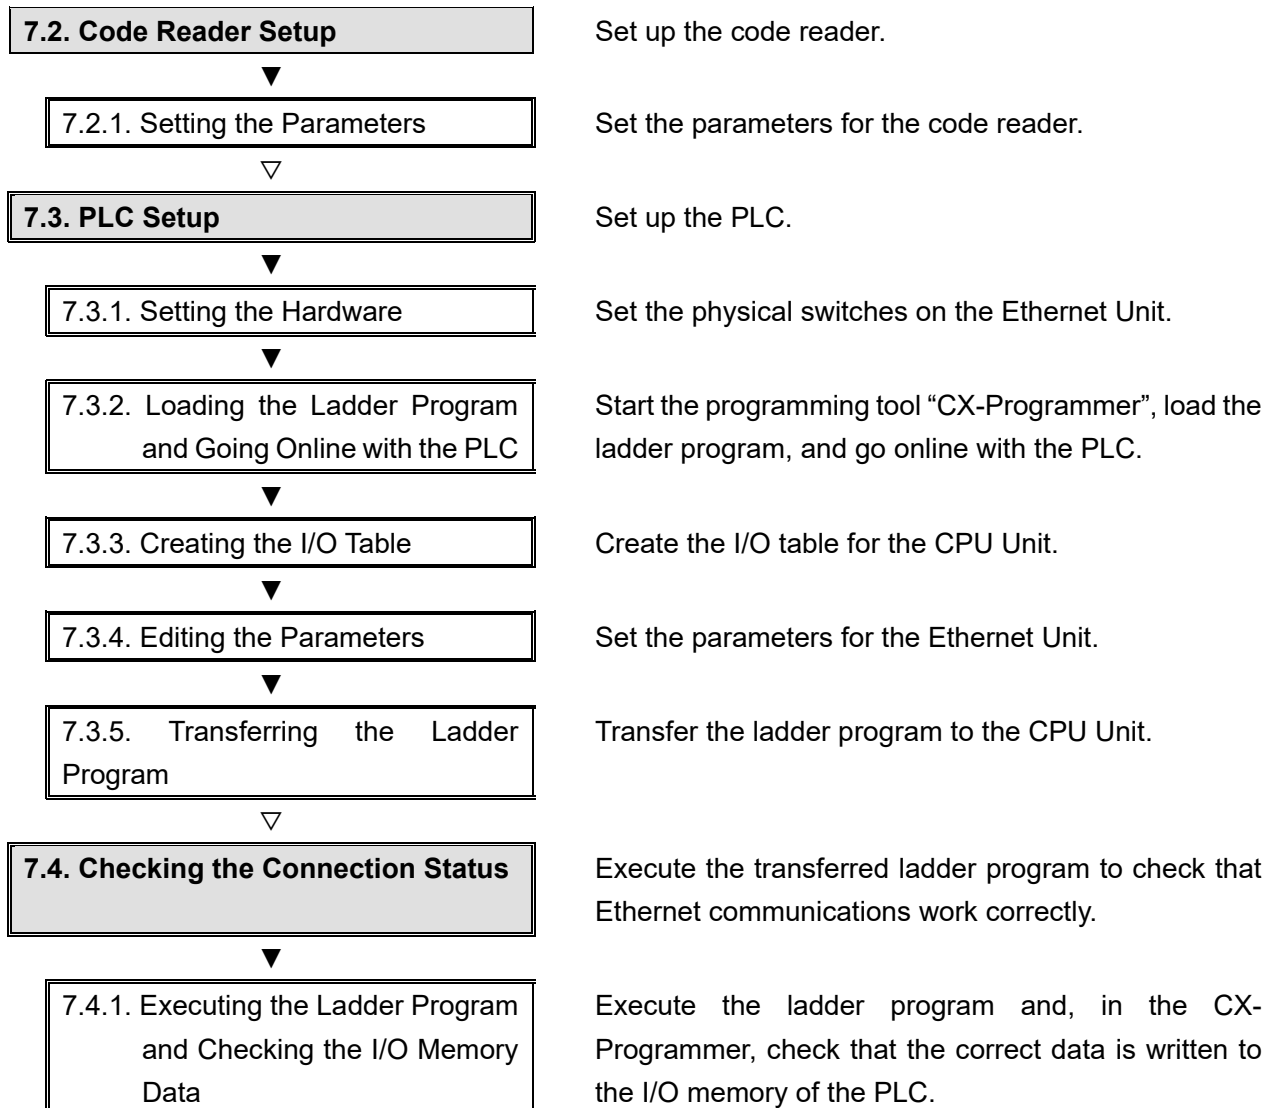 7.2. Code Reader Setup
Set up the code reader.
▼
7.2.1. Setting the Parameters
Set the parameters for the code reader.
▽
7.3. PLC Setup
Set up the PLC.
▼
7.3.1. Setting the Hardware
Set the physical switches on the Ethernet Unit.
▼
7.3.2. Loading the Ladder Program
and Going Online with the PLC
Start the programming tool “CX-Programmer”, load the
ladder program, and go online with the PLC.
▼
7.3.3. Creating the I/O Table
Create the I/O table for the CPU Unit.
▼
7.3.4. Editing the Parameters
Set the parameters for the Ethernet Unit.
▼
7.3.5. Transferring the Ladder
Program
Transfer the ladder program to the CPU Unit.
▽
7.4. Checking the Connection Status
Execute the transferred ladder program to check that
Ethernet communications work correctly.
▼
7.4.1. Executing the Ladder Program
and Checking the I/O Memory
Data
Execute the ladder program and, in the CX-
Programmer, check that the correct data is written to
the I/O memory of the PLC.